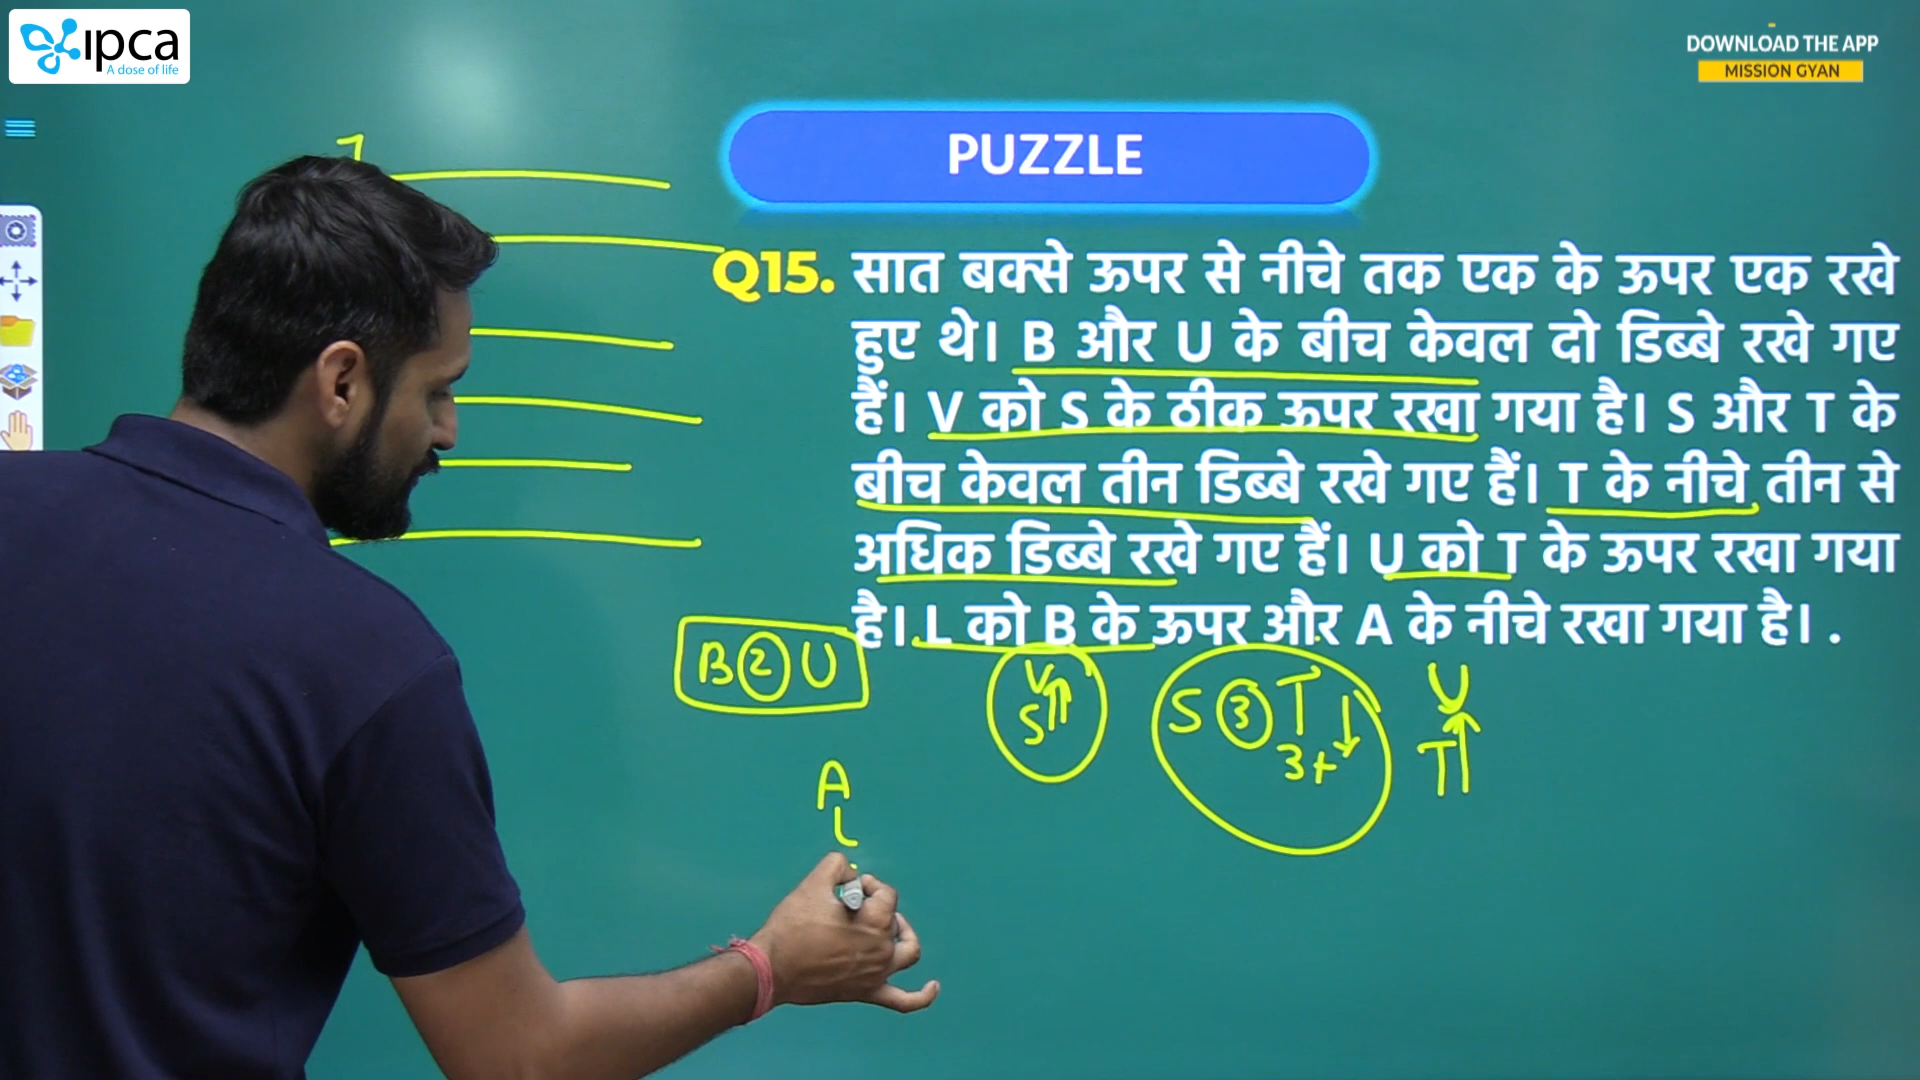 ipca
A dose of life
DOWNLOAD THE APP
MISSION GYAN
7
PUZZLE
Q15. सात बक्से ऊपर से नीचे तक एक के ऊपर एक रखे
हुए थे। B और U के बीच केवल दो डिब्बे रखे गए
हैं। V को S के ठीक ऊपर रखा गया है। S और T के
बीच केवल तीन डिब्बे रखे गए हैं। T के नीचे तीन से
अधिक डिब्बे रखे गए हैं। U को T के ऊपर रखा गया
है। L को B के ऊपर और A के नीचे रखा गया है। .
B 2 U
V
S
S 3 T
3+
U
T
A
L